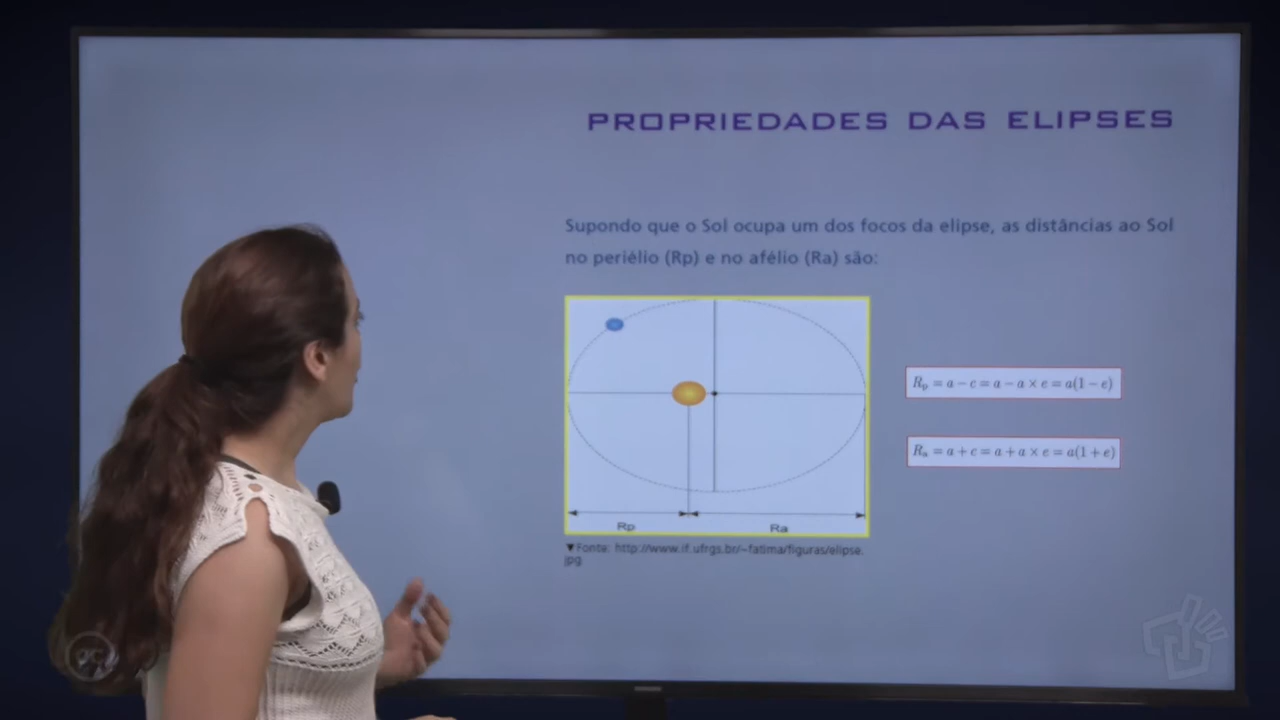 PROPRIEDADES DAS ELIPSES
Supondo que o Sol ocupa um dos focos da elipse, as distâncias ao Sol
no periélio (Rp) e no afélio (Ra) são:
Rₚ = a − c = a − a × e = a(1 − e)
Rₐ = a + c = a + a × e = a(1 + e)
Rp Ra
▼Fonte: http://www.if.ufrgs.br/~fatima/figuras/elipse.
jpg